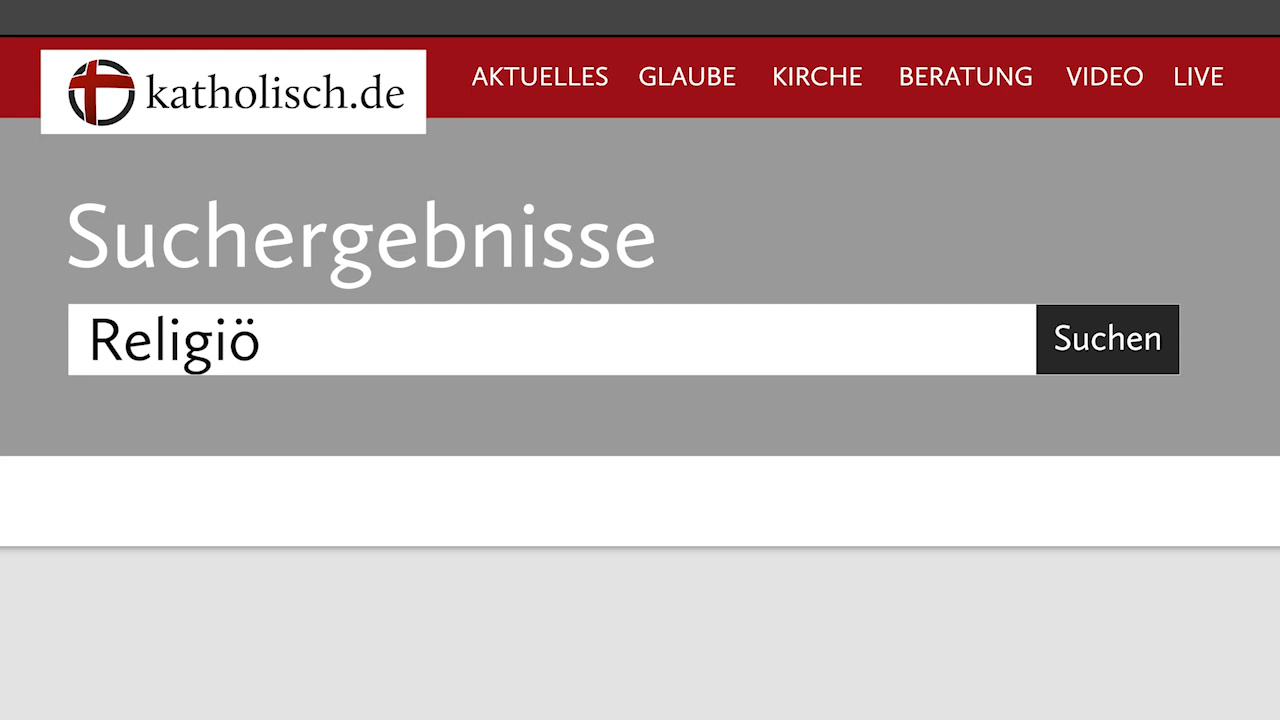 katholisch.de
AKTUELLES GLAUBE KIRCHE BERATUNG VIDEO LIVE
Suchergebnisse
Religiö
Suchen